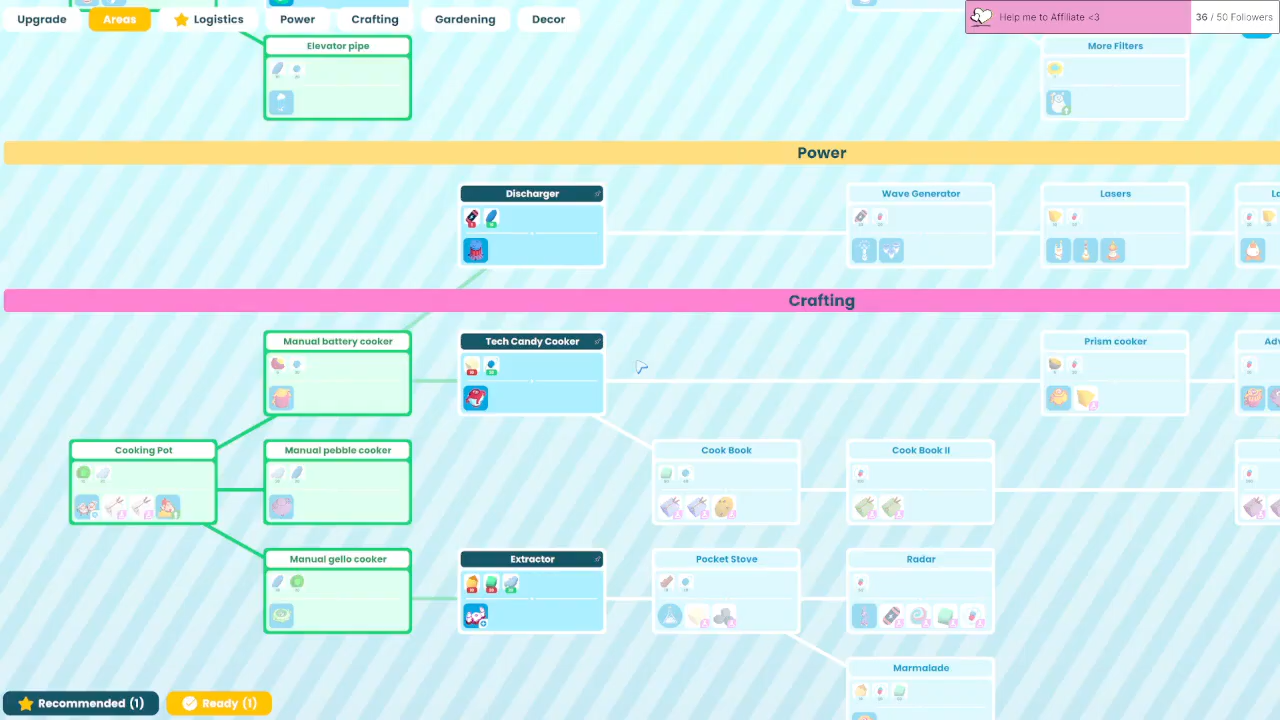 Upgrade
Areas
Logistics
Power
Crafting
Gardening
Decor
Help me to Affiliate <3
36 / 50 Followers
Elevator pipe
More Filters
Power
Discharger
Wave Generator
Lasers
Crafting
Manual battery cooker
Tech Candy Cooker
Prism cooker
Cooking Pot
Manual pebble cooker
Cook Book
Cook Book II
Manual gello cooker
Extractor
Pocket Stove
Radar
Marmalade
Recommended (1)
Ready (1)